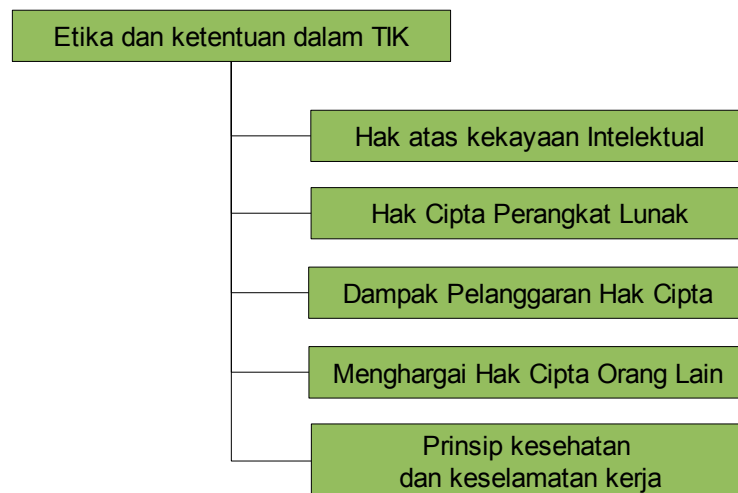 Etika dan ketentuan dalam TIK
Hak atas kekayaan Intelektual
Hak Cipta Perangkat Lunak
Dampak Pelanggaran Hak Cipta
Menghargai Hak Cipta Orang Lain
Prinsip kesehatan
dan keselamatan kerja